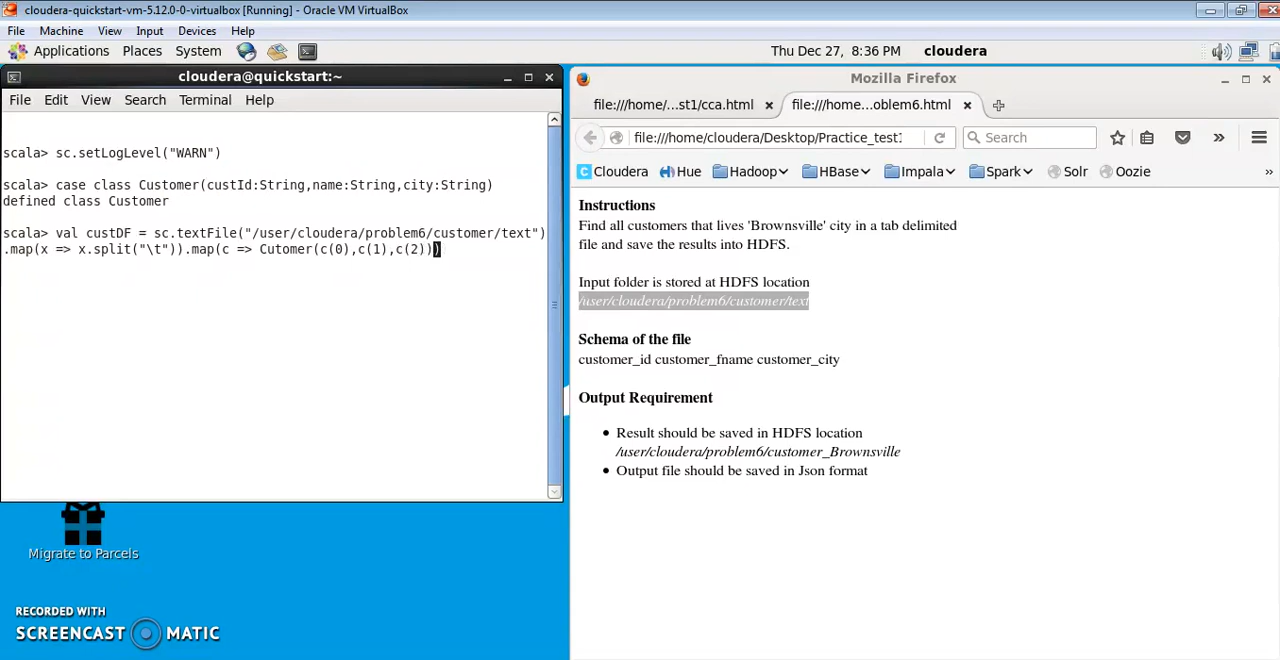 cloudera-quickstart-vm-5.12.0-0-virtualbox [Running] - Oracle VM VirtualBox
File Machine View Input Devices Help
Applications Places System
Thu Dec 27, 8:36 PM cloudera
cloudera@quickstart:~
File Edit View Search Terminal Help
scala> sc.setLogLevel("WARN")
scala> case class Customer(custId:String,name:String,city:String)
defined class Customer
scala> val custDF = sc.textFile("/user/cloudera/problem6/customer/text")
.map(x => x.split("\t")).map(c => Cutomer(c(0),c(1),c(2)))
Migrate to Parcels
RECORDED WITH
SCREENCAST MATIC
Mozilla Firefox
file:///home/...st1/cca.html
file:///home...oblem6.html
file:///home/cloudera/Desktop/Practice_test1
Search
Cloudera Hue Hadoop HBase Impala Spark Solr Oozie »
Instructions
Find all customers that lives 'Brownsville' city in a tab delimited
file and save the results into HDFS.
Input folder is stored at HDFS location
/user/cloudera/problem6/customer/text
Schema of the file
customer_id customer_fname customer_city
Output Requirement
• Result should be saved in HDFS location
/user/cloudera/problem6/customer_Brownsville
• Output file should be saved in Json format